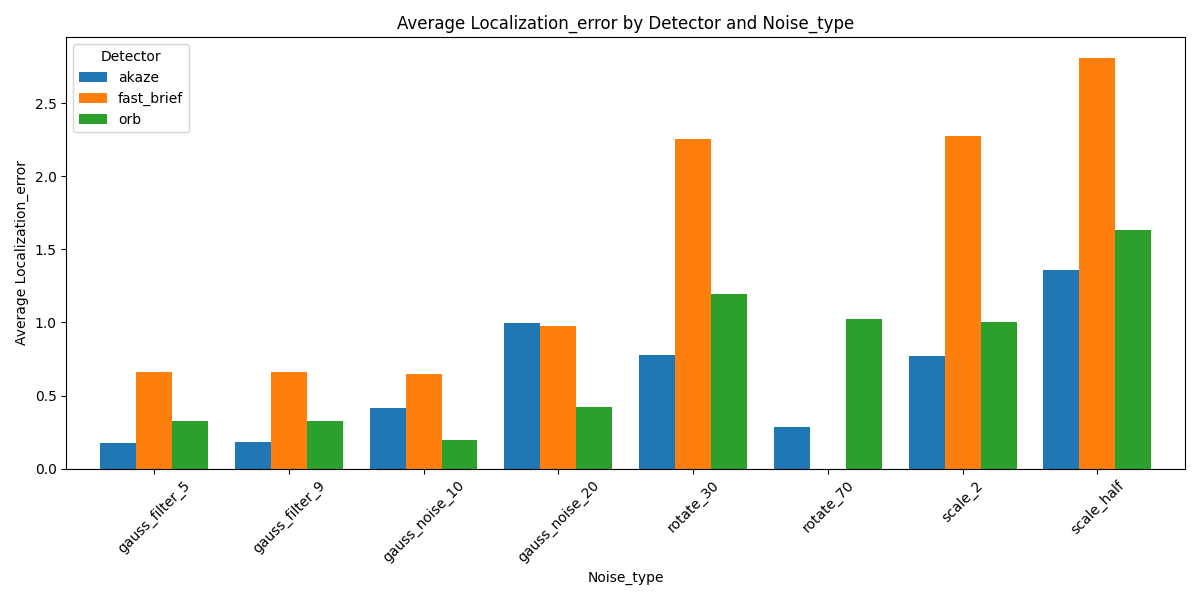 Average Localization_error by Detector and Noise_type
Detector
akaze
fast_brief
orb
Average Localization_error
2.5
2.0
1.5
1.0
0.5
0.0
gauss_filter_5
gauss_filter_9
gauss_noise_10
gauss_noise_20
rotate_30
rotate_70
scale_2
scale_half
Noise_type